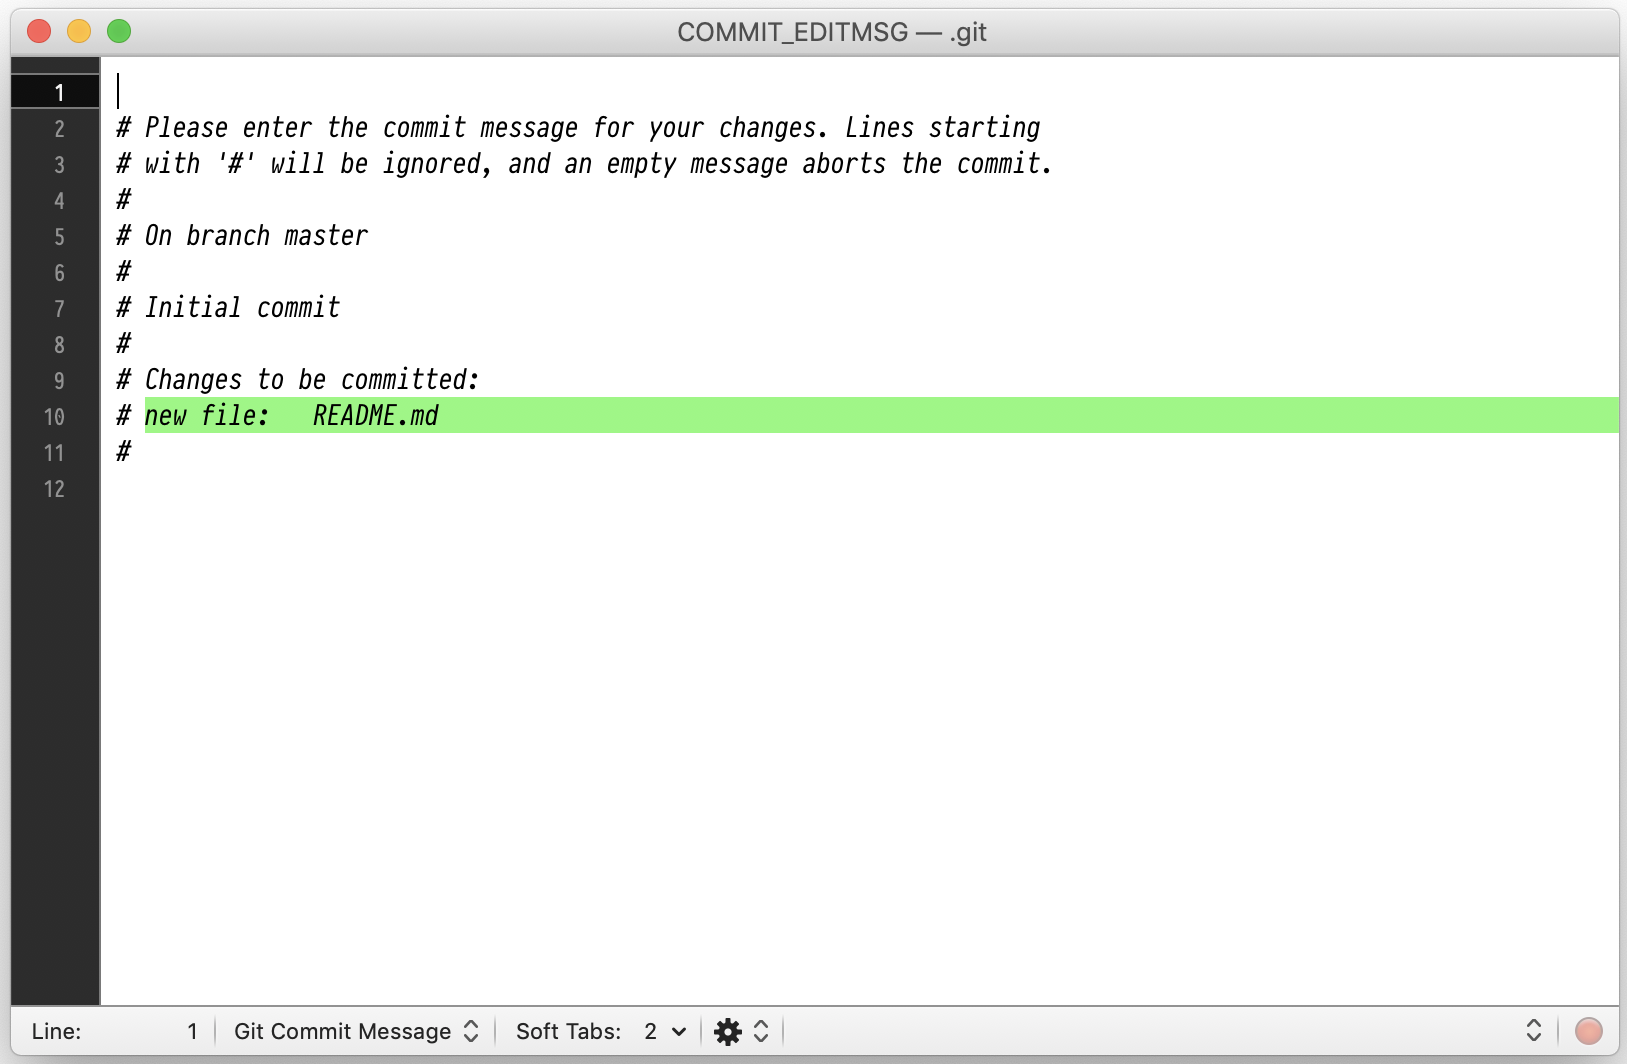 COMMIT_EDITMSG — .git
1
2 # Please enter the commit message for your changes. Lines starting
3 # with '#' will be ignored, and an empty message aborts the commit.
4 #
5 # On branch master
6 #
7 # Initial commit
8 #
9 # Changes to be committed:
10 # new file:   README.md
11 #
12
Line: 1 Git Commit Message Soft Tabs: 2